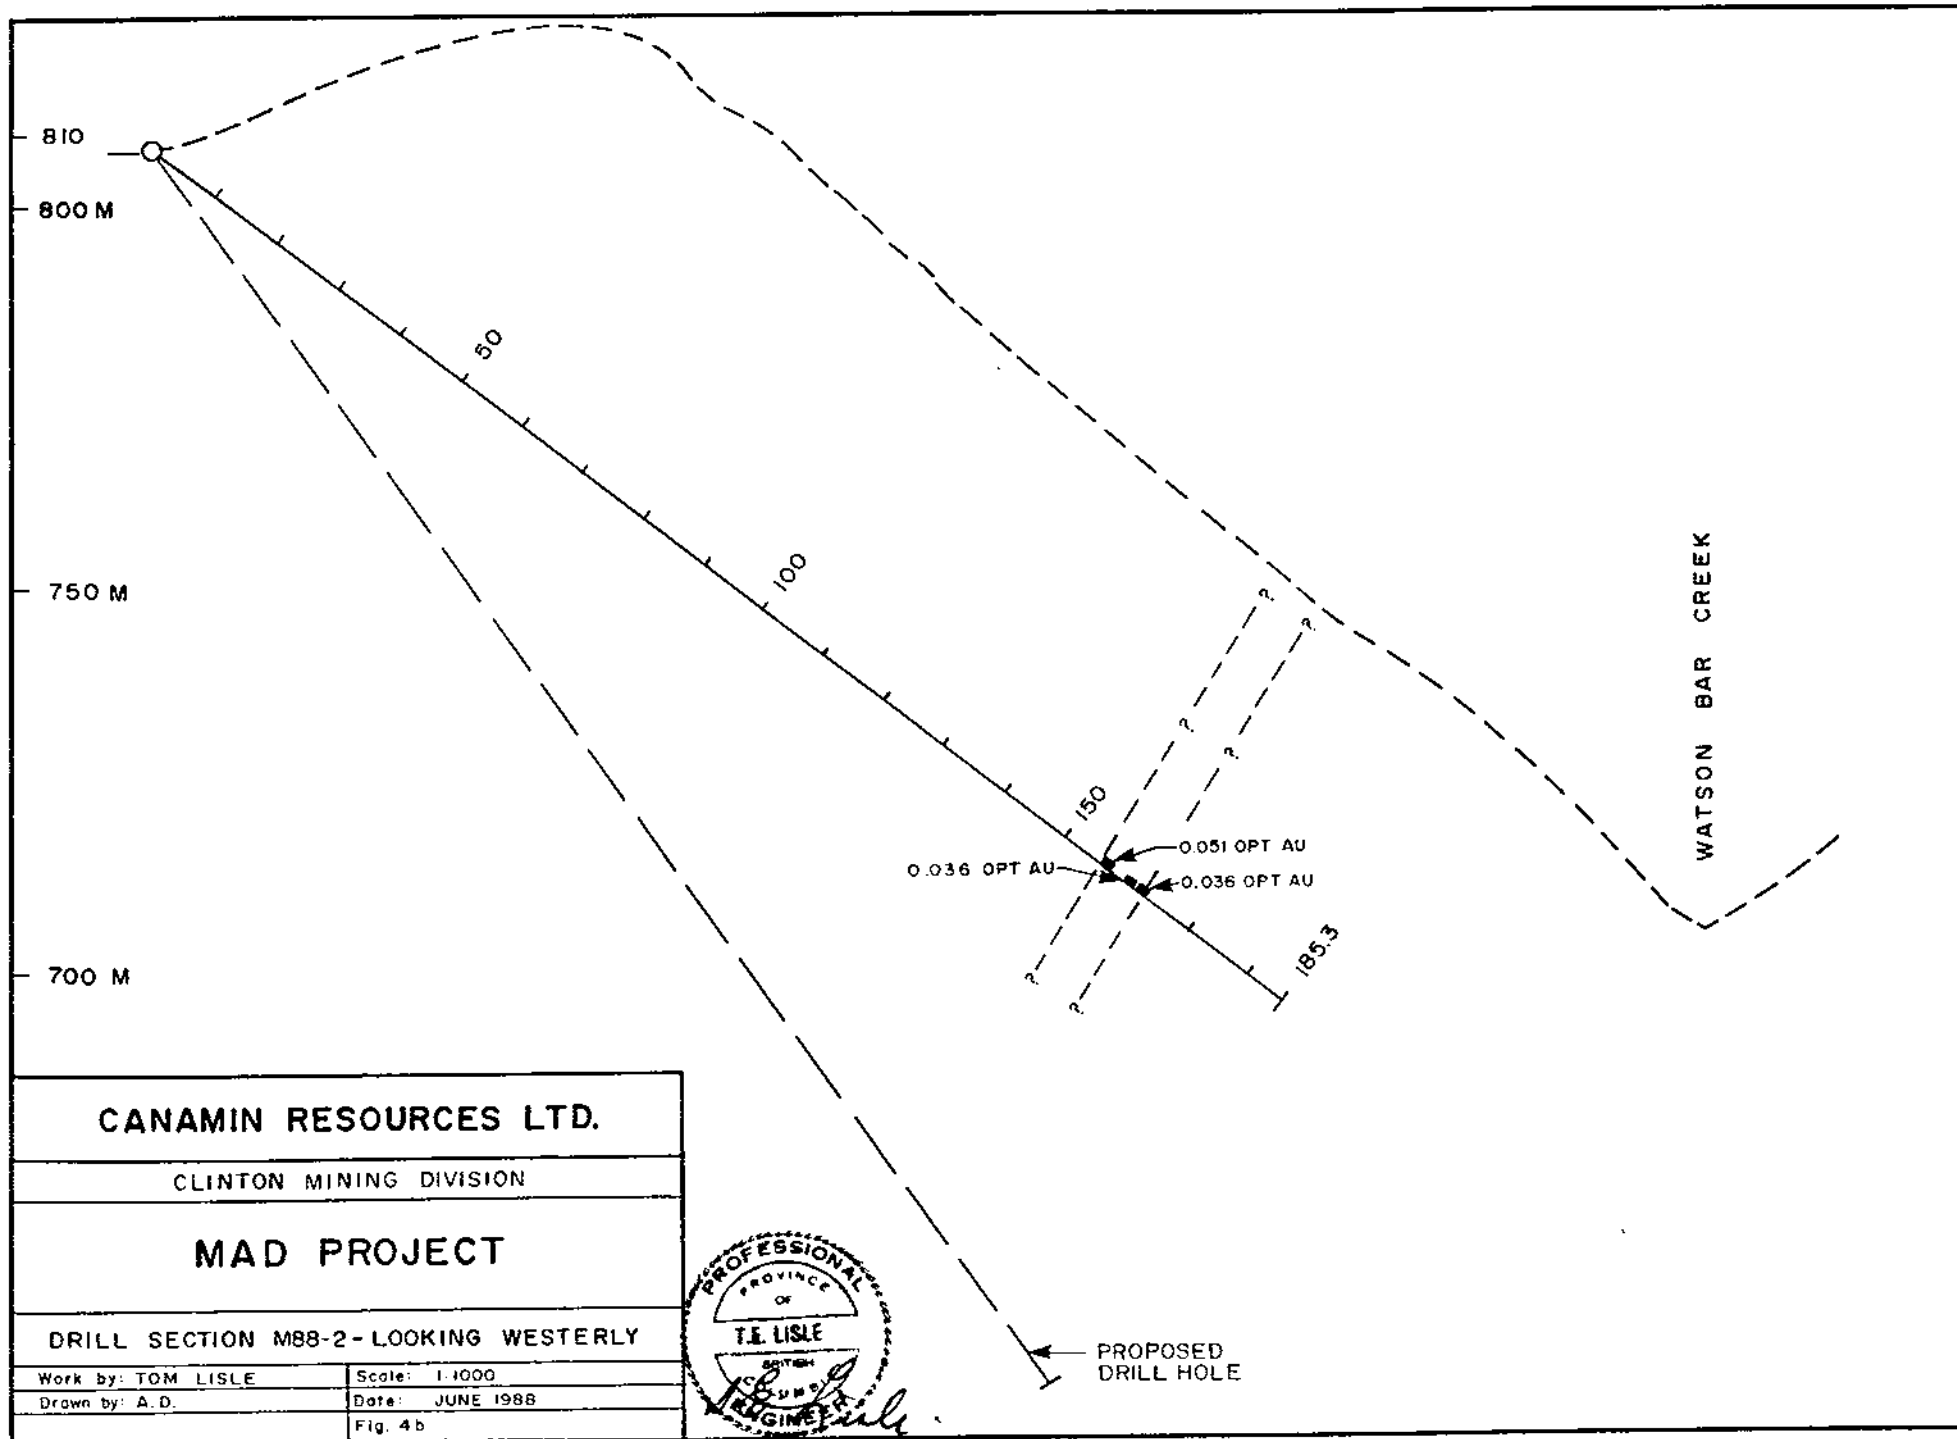 810
800 M
750 M
700 M
50
100
150
185.3
0.051 OPT AU
0.036 OPT AU
0.036 OPT AU
WATSON BAR CREEK
?
?
?
?
?
?
PROPOSED
DRILL HOLE
CANAMIN RESOURCES LTD.
CLINTON MINING DIVISION
MAD PROJECT
DRILL SECTION M88-2 - LOOKING WESTERLY
Work by: TOM LISLE
Scale: 1:1000
Drawn by: A.D.
Date: JUNE 1988
Fig. 4b
PROFESSIONAL
PROVINCE
OF
T.E. LISLE
BRITISH
COLUMBIA
ENGINEER